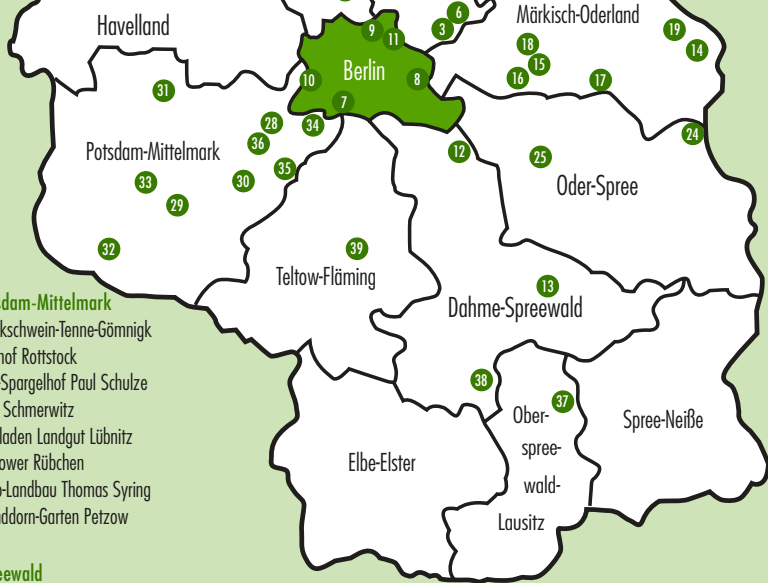 Havelland
Märkisch-Oderland
6
3
9
11
19
14
18
15
16
17
Berlin
10
8
7
31
28
34
36
35
30
Potsdam-Mittelmark
33
29
32
12
25
24
Oder-Spree
39
Teltow-Fläming
13
Dahme-Spreewald
38
37
Ober-
spree-
wald-
Lausitz
Spree-Neiße
Elbe-Elster
sdam-Mittelmark
kschwein-Tenne-Gömnigk
hof Rottstock
-Spargelhof Paul Schulze
Schmerwitz
laden Landgut Lübnitz
ower Rübchen
o-Landbau Thomas Syring
ddorn-Garten Petzow
eewald